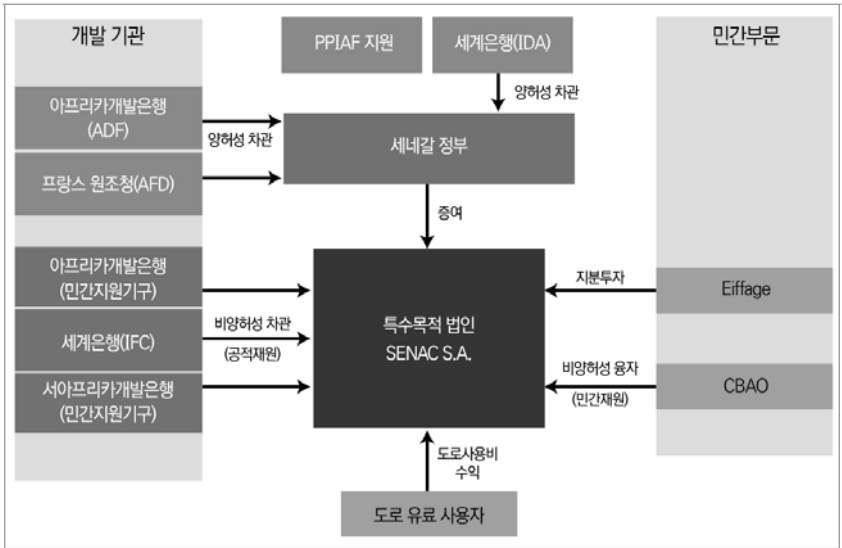 개발 기관
PPIAF 지원
세계은행(IDA)
민간부문
양허성 차관
아프리카개발은행
(ADF)
양허성 차관
세네갈 정부
프랑스 원조청(AFD)
증여
아프리카개발은행
(민간지원기구)
세계은행(IFC)
서아프리카개발은행
(민간지원기구)
비양허성 차관
(공적재원)
특수목적 법인
SENAC S.A.
지분투자
Eiffage
비양허성 융자
(민간재원)
CBAO
도로사용비
수익
도로 유료 사용자